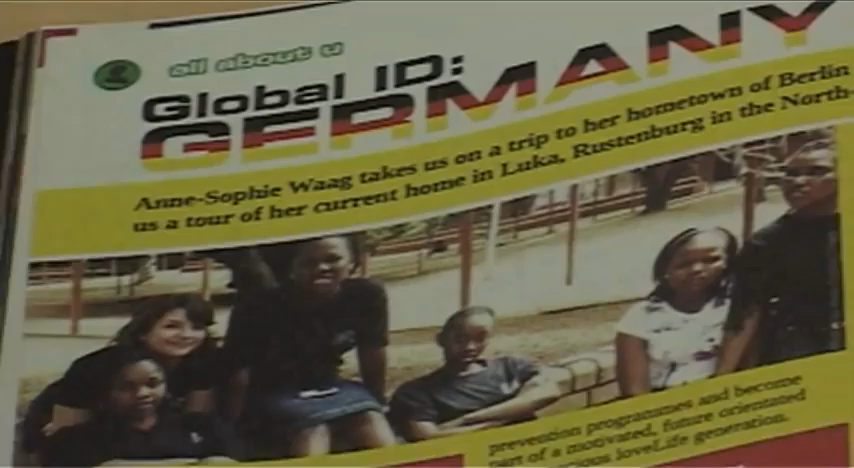 all about u
Global ID:
GERMANY
Anne-Sophie Waag takes us on a trip to her hometown of Berlin
us a tour of her current home in Luka, Rustenburg in the North-
prevention programmes and become
part of a motivated, future orientated
loveLife generation.